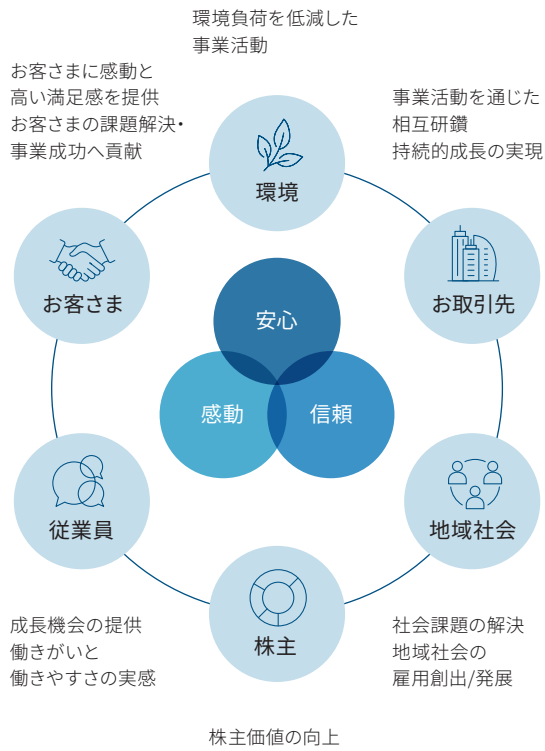 環境負荷を低減した
事業活動
お客さまに感動と
高い満足感を提供
お客さまの課題解決・
事業成功へ貢献
事業活動を通じた
相互研鑽
持続的成長の実現
環境
お客さま
お取引先
安心
感動
信頼
従業員
地域社会
株主
成長機会の提供
働きがいと
働きやすさの実感
社会課題の解決
地域社会の
雇用創出/発展
株主価値の向上